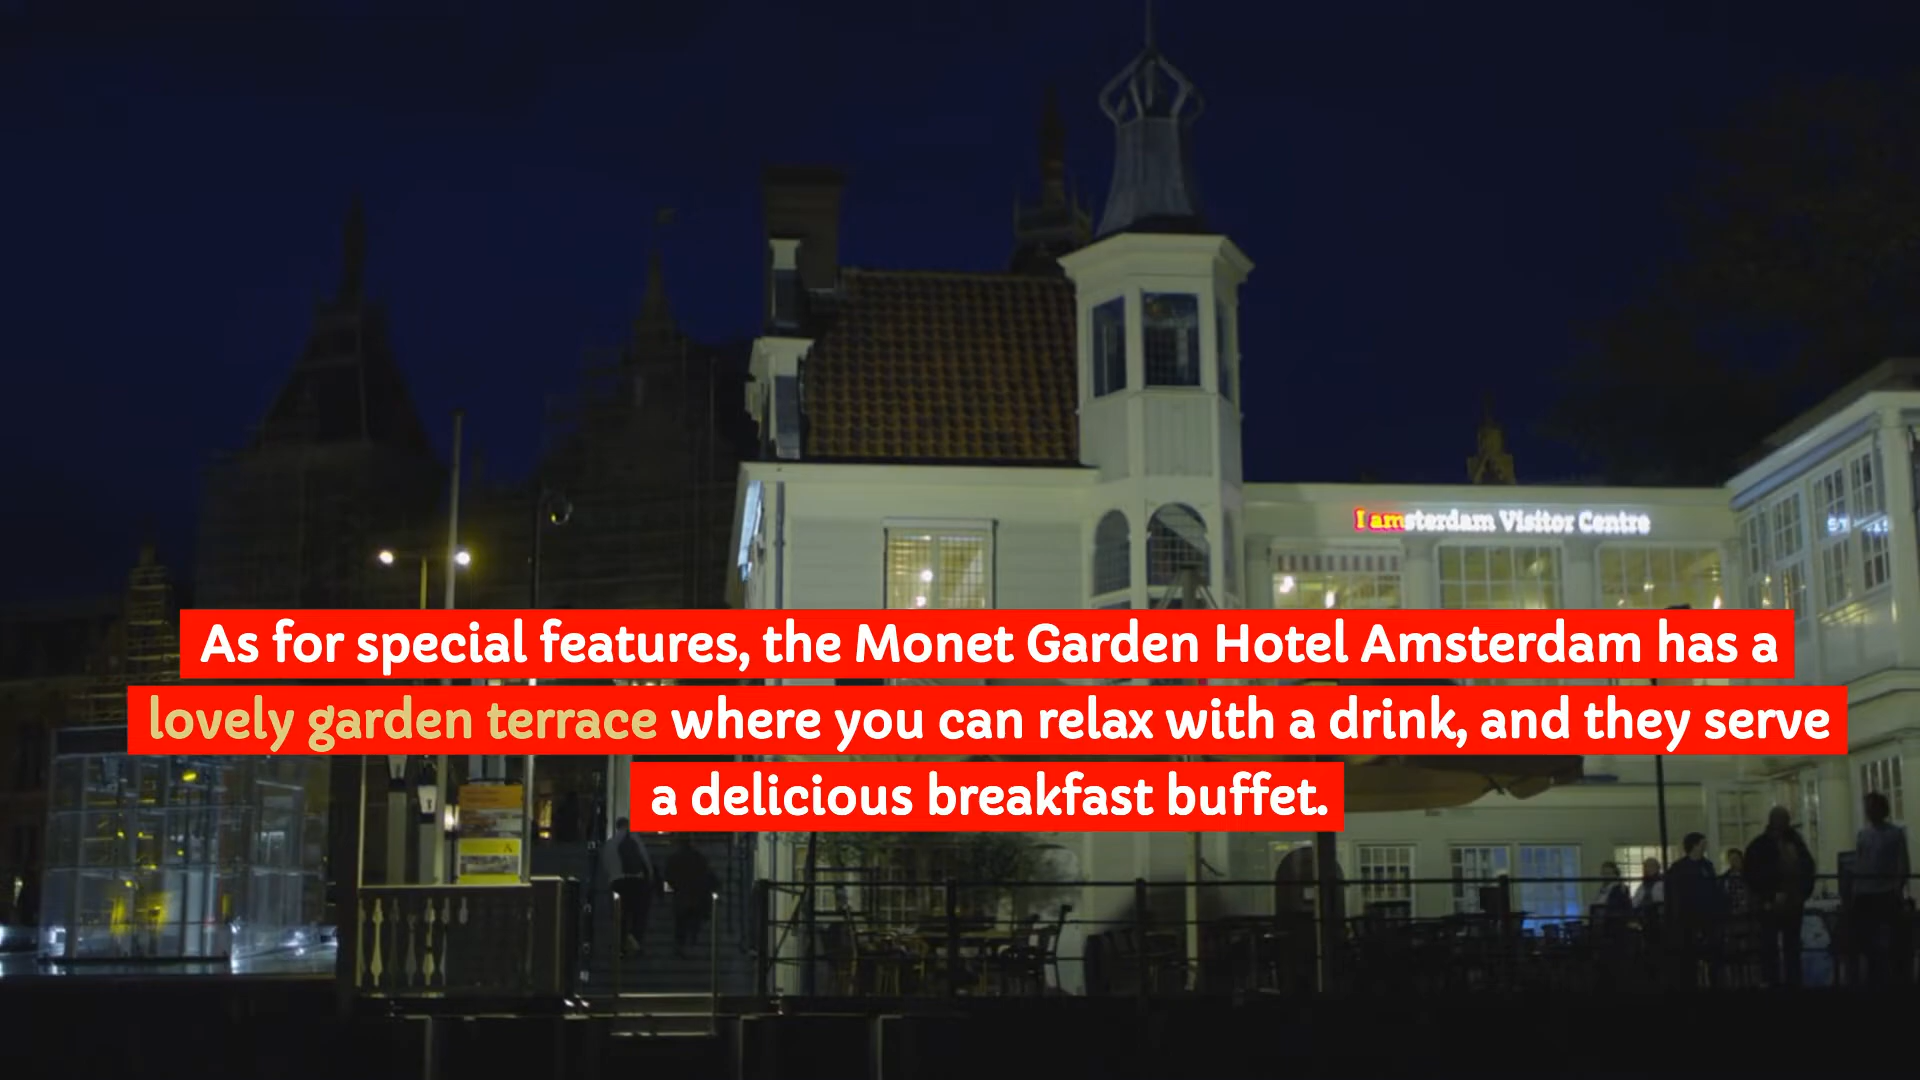 I amsterdam Visitor Centre
As for special features, the Monet Garden Hotel Amsterdam has a
lovely garden terrace where you can relax with a drink, and they serve
a delicious breakfast buffet.